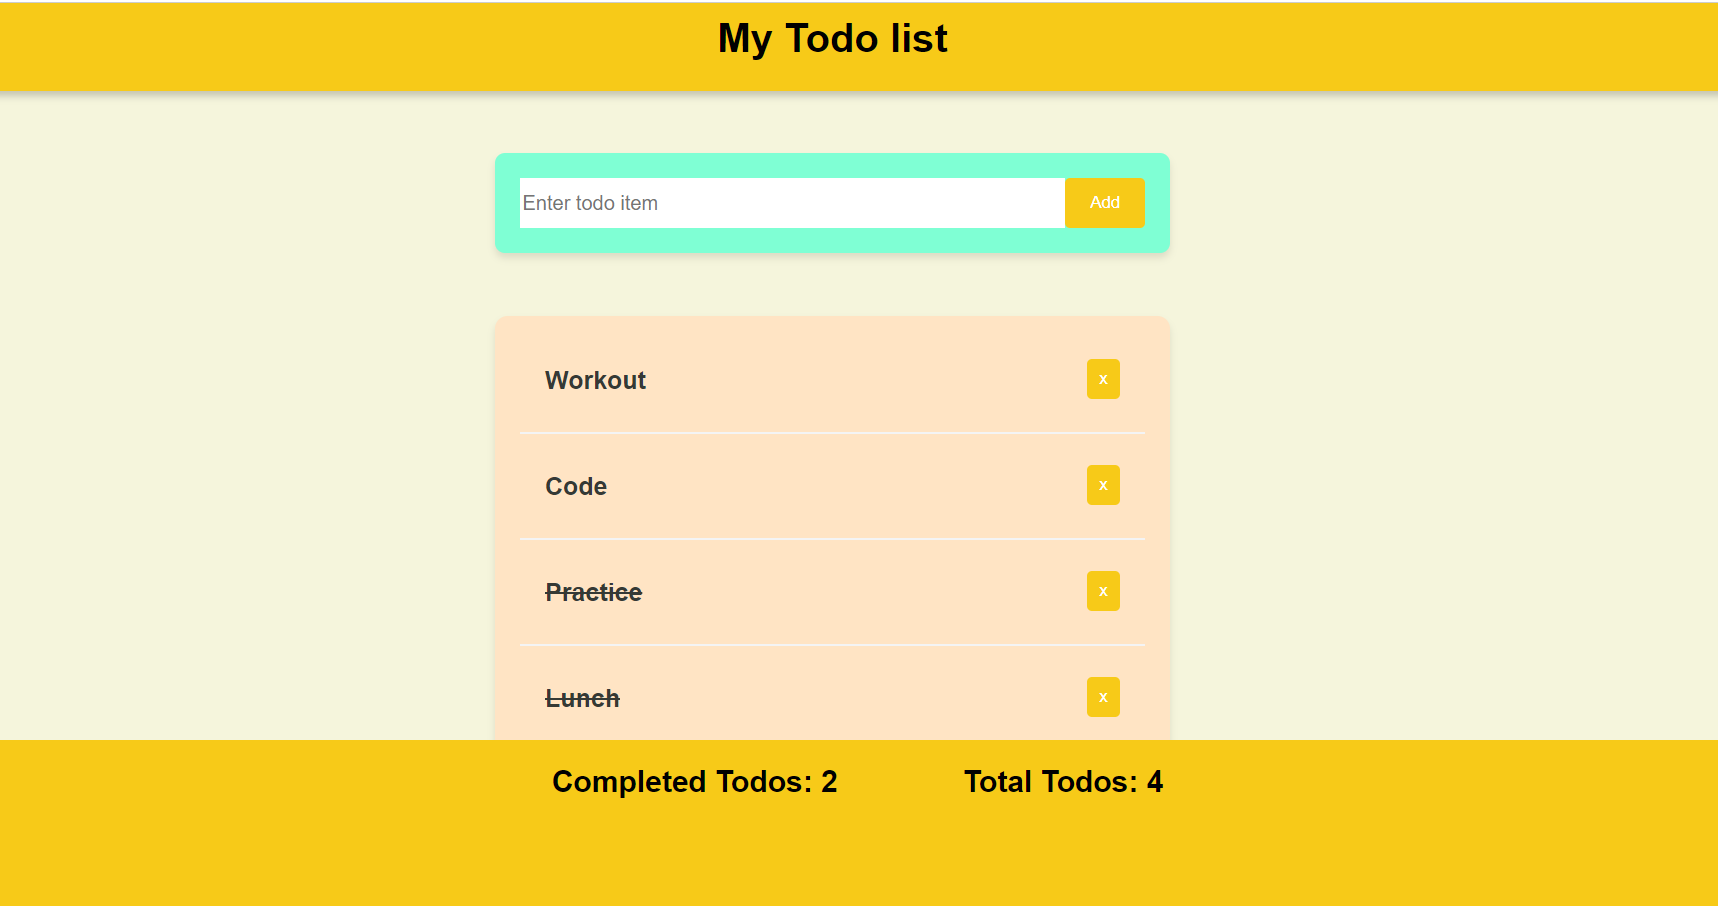 My Todo list
Enter todo item Add
Workout x
Code x
Practice x
Lunch x
Completed Todos: 2 Total Todos: 4